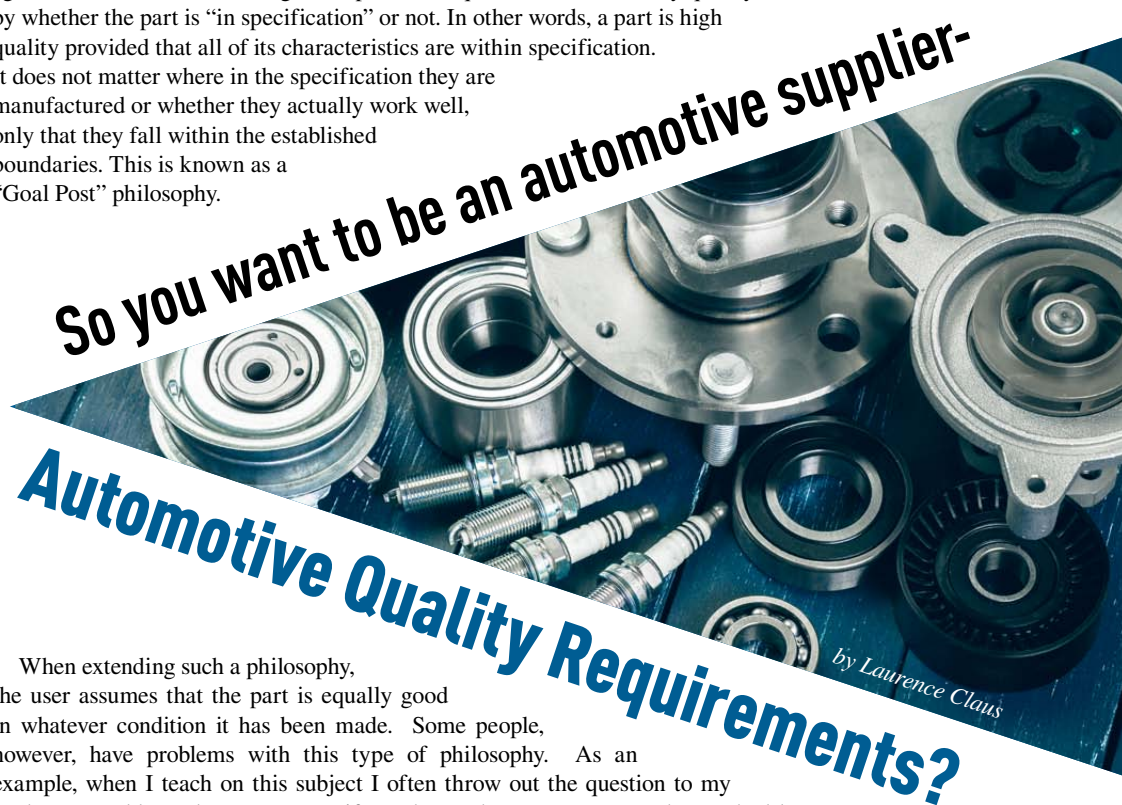 by whether the part is “in specification” or not. In other words, a part is high
quality provided that all of its characteristics are within specification.
It does not matter where in the specification they are
manufactured or whether they actually work well,
only that they fall within the established
boundaries. This is known as a
“Goal Post” philosophy.
So you want to be an automotive supplier-
Automotive Quality Requirements?
by Laurence Claus
When extending such a philosophy,
the user assumes that the part is equally good
in whatever condition it has been made. Some people,
however, have problems with this type of philosophy. As an
example, when I teach on this subject I often throw out the question to my